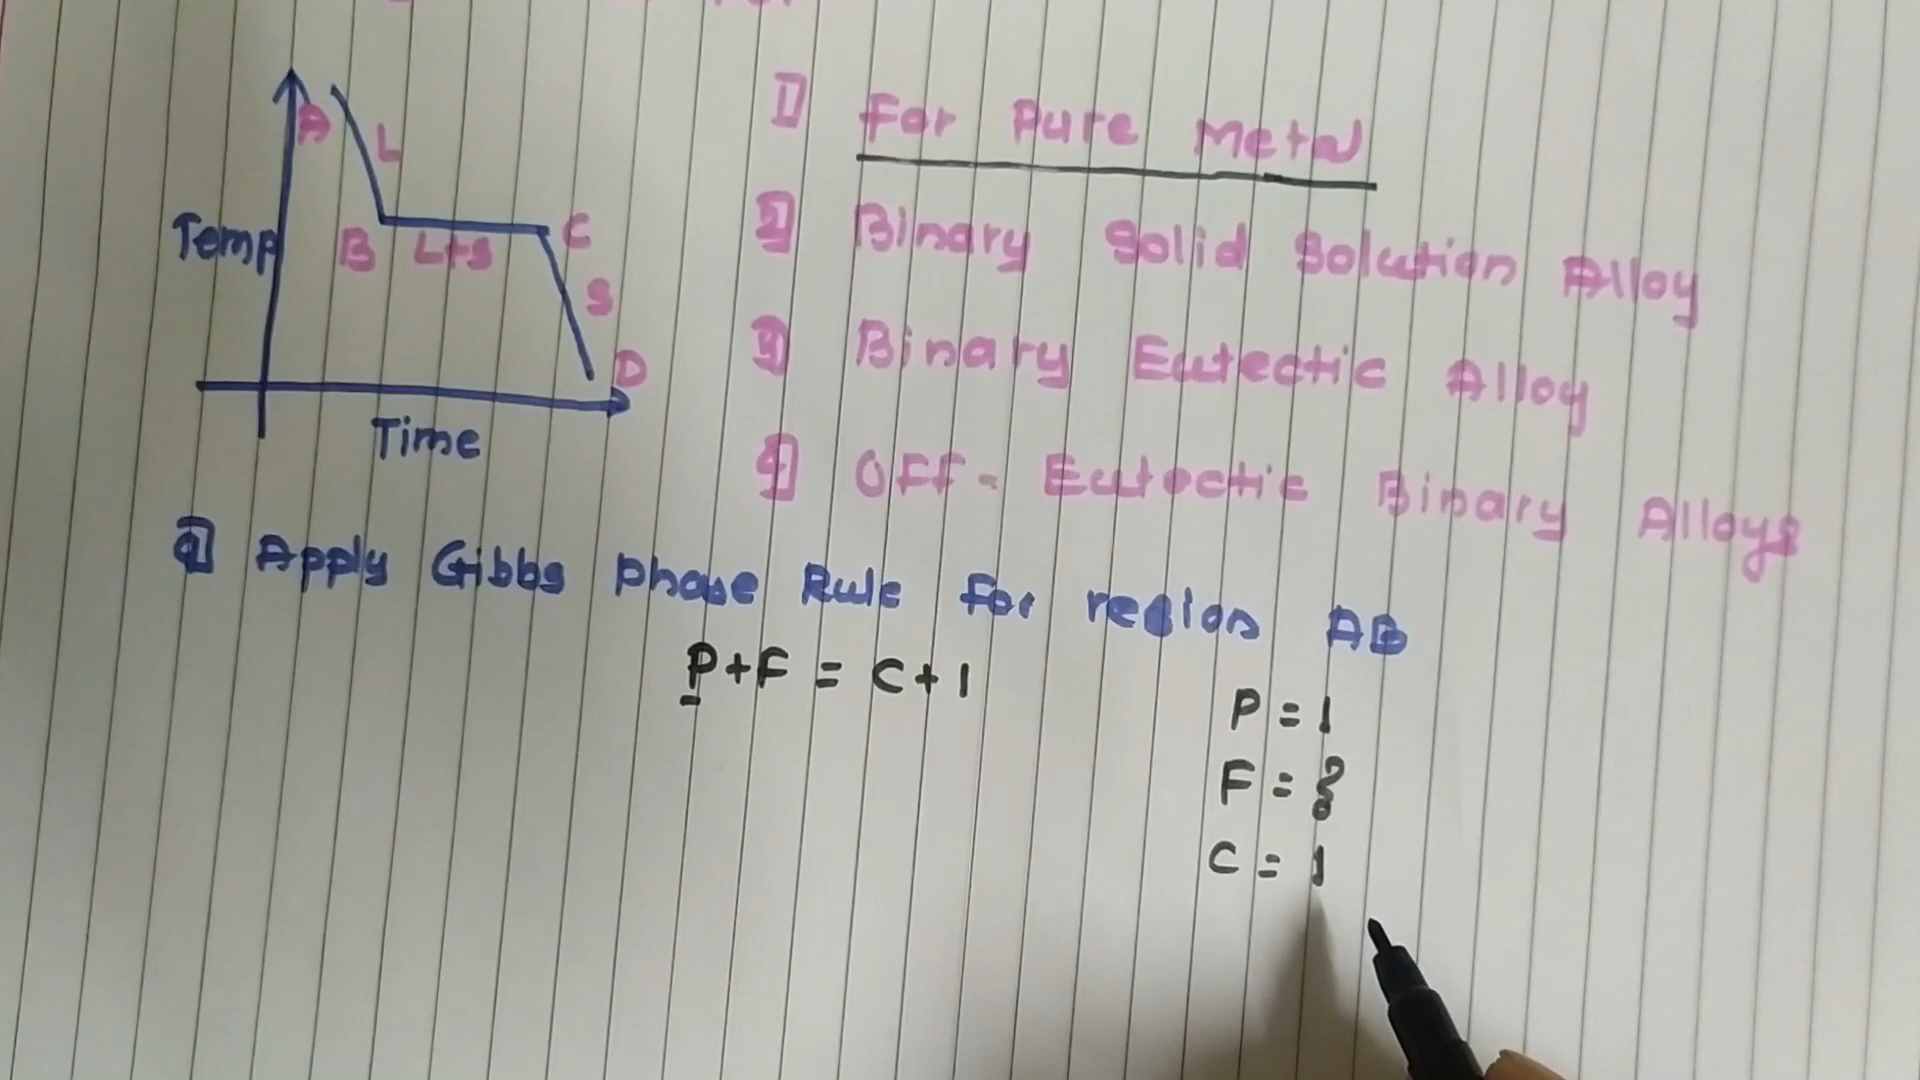 A
L
Temp
B
L+S
C
S
D
Time
1] For Pure Metal
2] Binary Solid Solution Alloy
3] Binary Eutectic Alloy
4] OFF - Eutectic Binary Alloys
a] Apply Gibbs phase Rule for region AB
P+F = C+1
P = 1
F = ?
C = 1